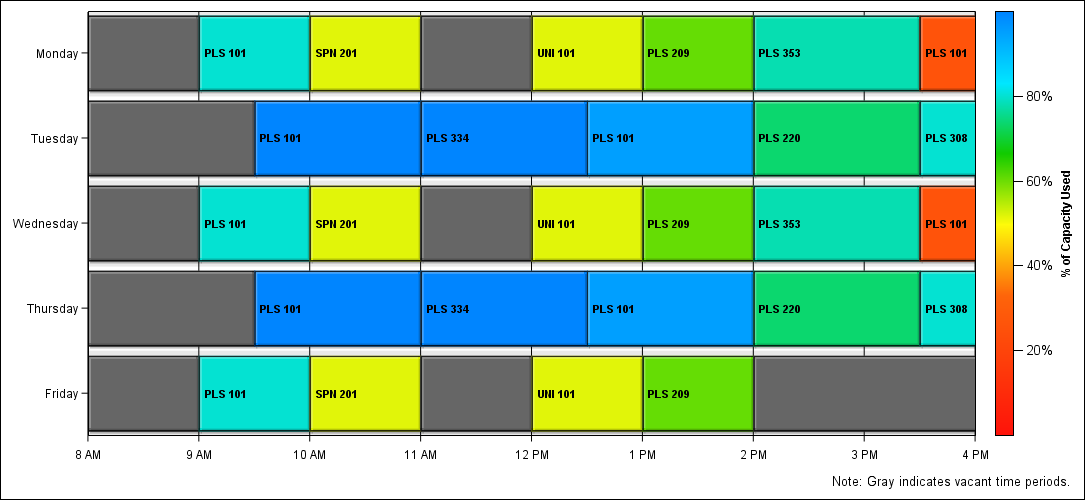 Monday
PLS 101
SPN 201
UNI 101
PLS 209
PLS 353
PLS 101
Tuesday
PLS 101
PLS 334
PLS 101
PLS 220
PLS 308
Wednesday
PLS 101
SPN 201
UNI 101
PLS 209
PLS 353
PLS 101
Thursday
PLS 101
PLS 334
PLS 101
PLS 220
PLS 308
Friday
PLS 101
SPN 201
UNI 101
PLS 209
8 AM
9 AM
10 AM
11 AM
12 PM
1 PM
2 PM
3 PM
4 PM
80%
60%
40%
20%
% of Capacity Used
Note: Gray indicates vacant time periods.